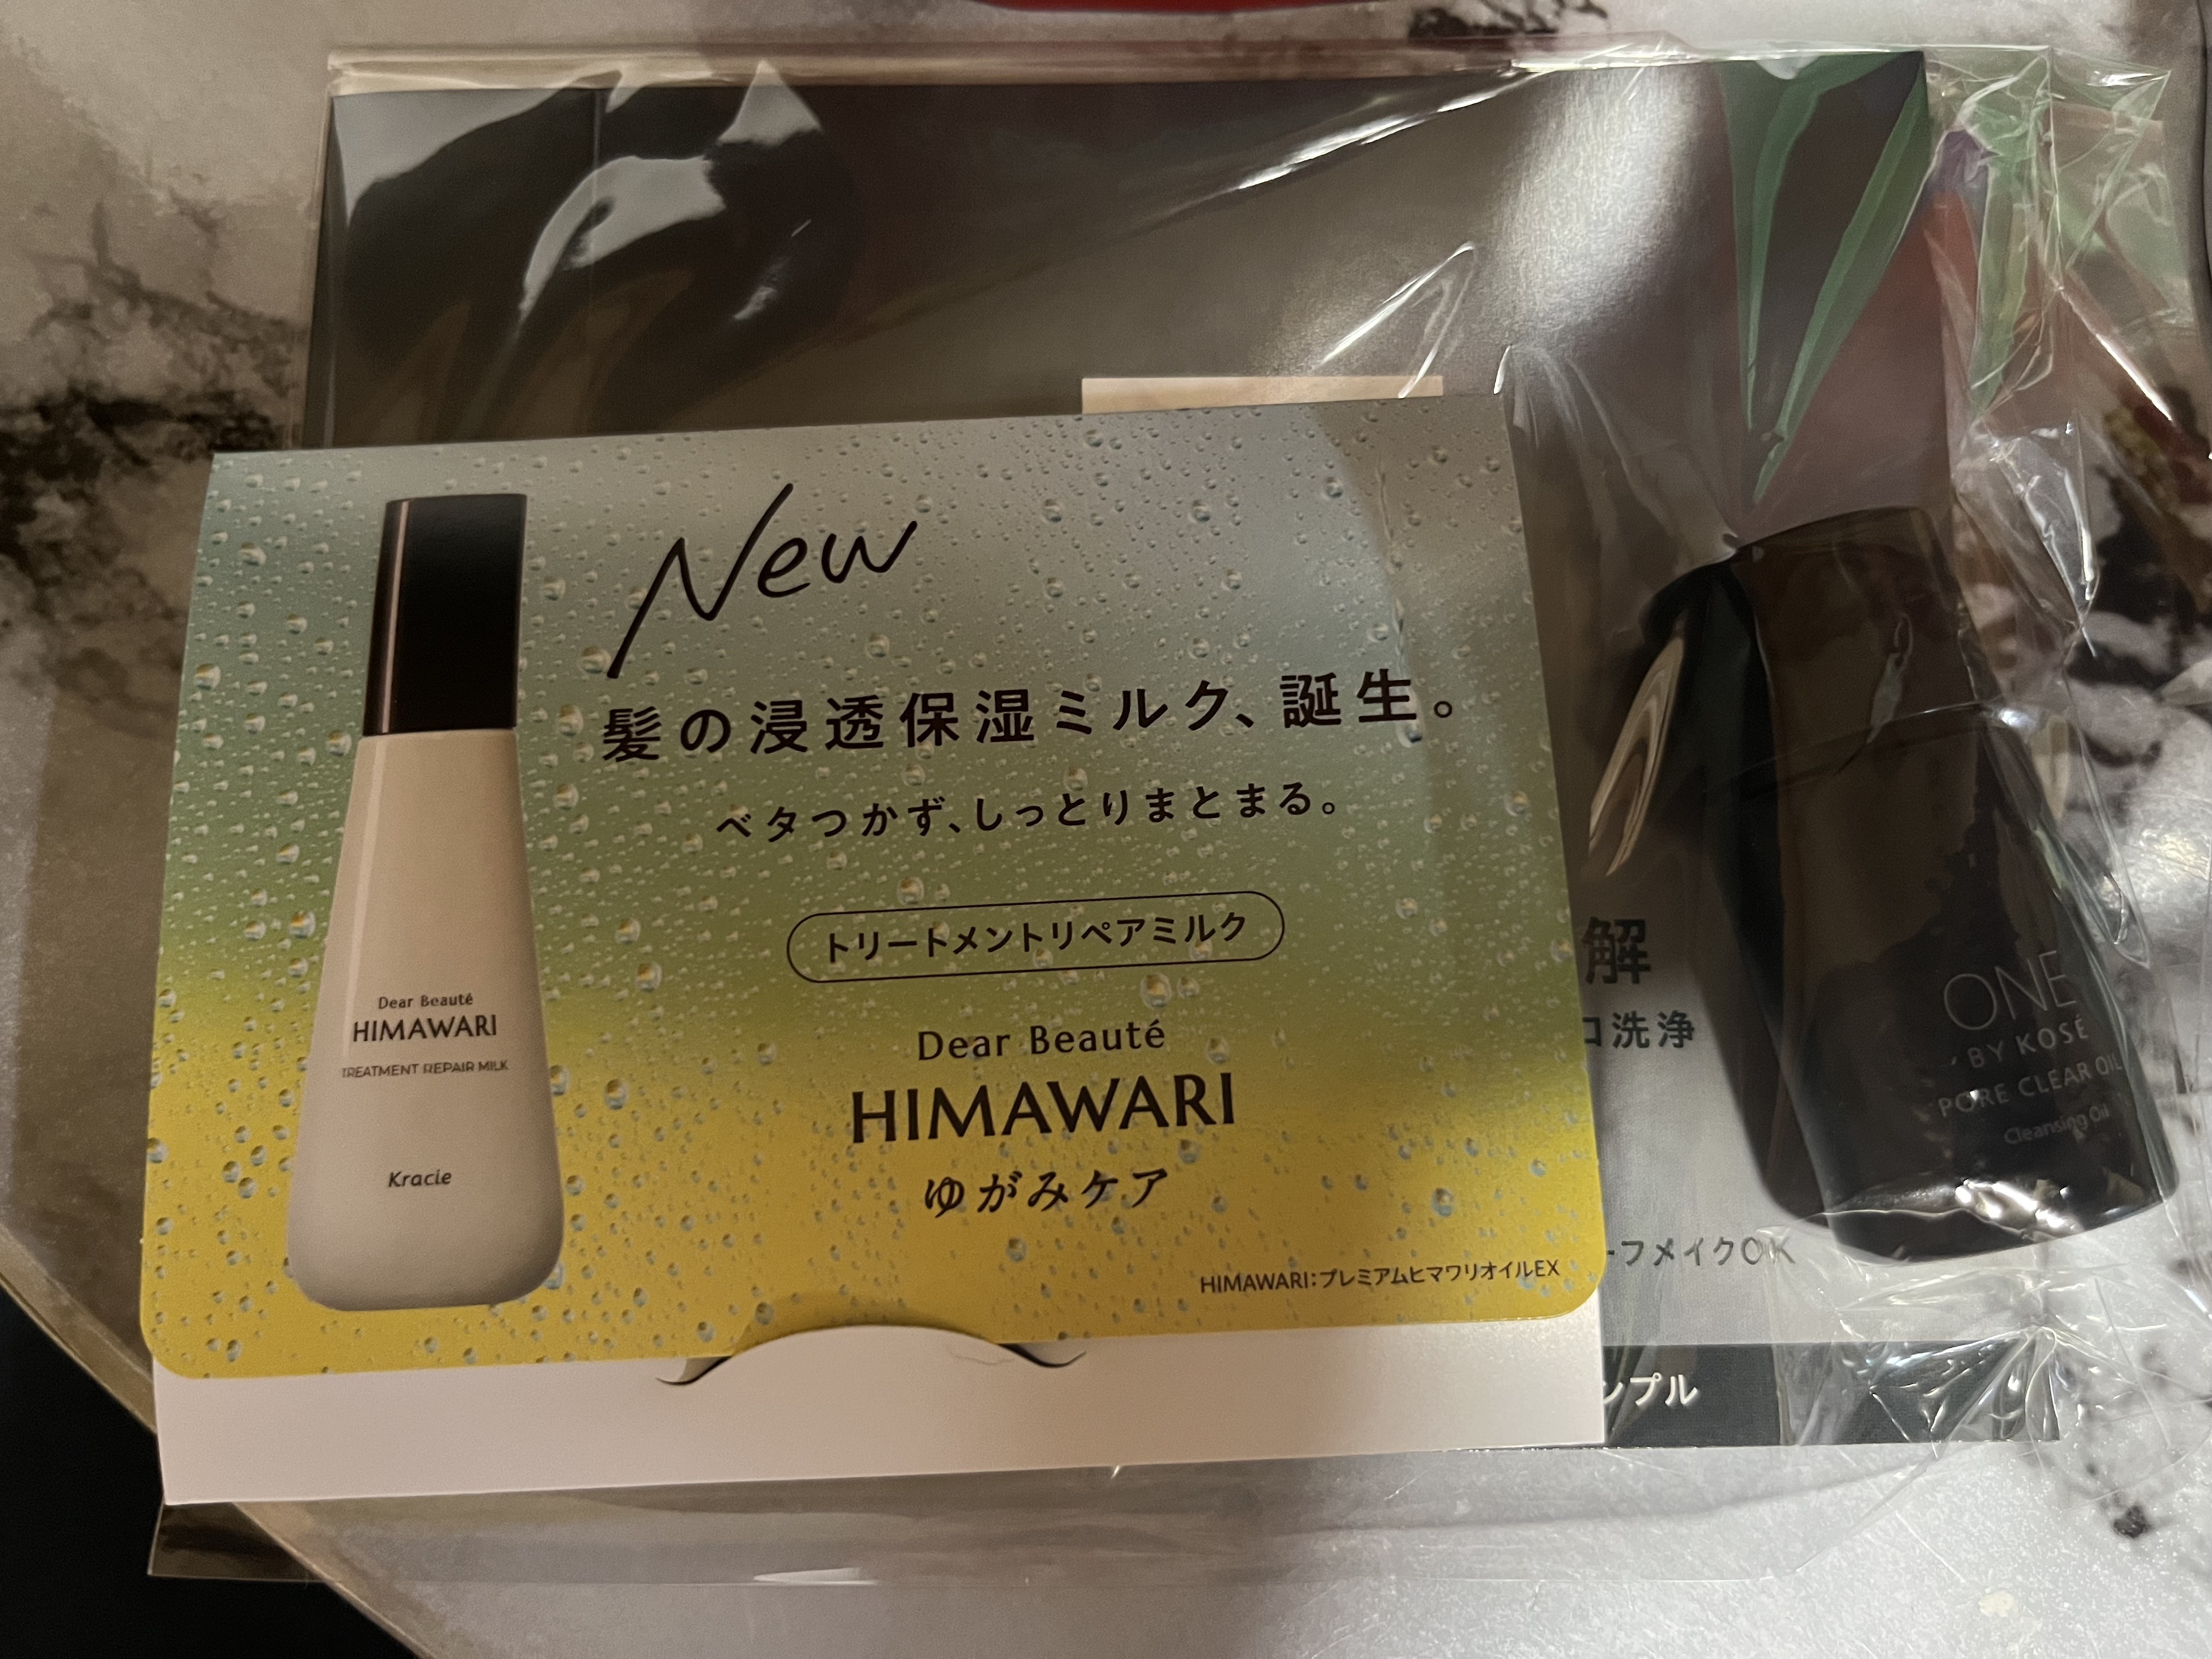 New
髪の浸透保湿ミルク、誕生。
ベタつかず、しっとりまとまる。
トリートメントリペアミルク
Dear Beauté
HIMAWARI
ゆがみケア
HIMAWARI：プレミアムヒマワリオイルEX
Dear Beauté
HIMAWARI
TREATMENT REPAIR MILK
Kracie
解
洗浄
ーフメイクOK
ンプル
ONE
BY KOSÉ
PORE CLEAR OIL
Cleansing Oil